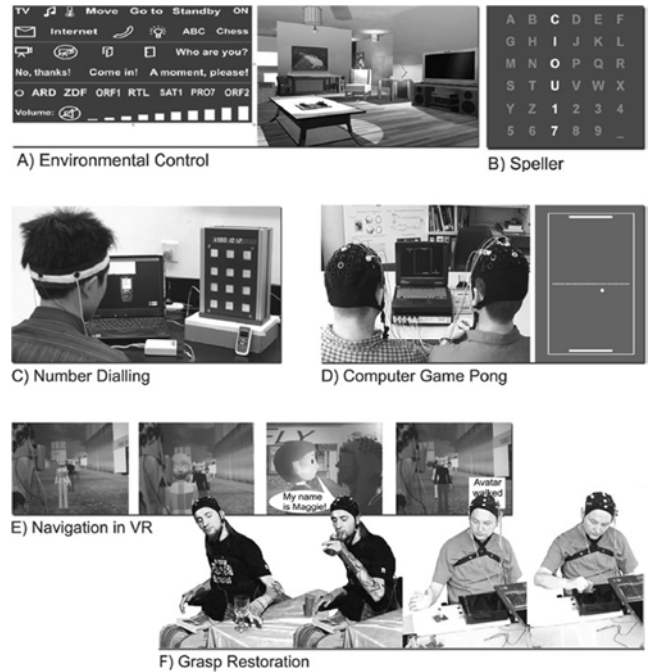 TV Move Go to Standby ON
Internet ABC Chess
Who are you?
No, thanks! Come in! A moment, please!
ARD ZDF ORF1 RTL SAT1 PRO7 ORF2
Volume:
A) Environmental Control
A B C D E F
G H I J K L
M N O P Q R
S T U V W X
Y Z 1 2 3 4
5 6 7 8 9 _
B) Speller
C) Number Dialling
D) Computer Game Pong
FLY
My name
is Maggie!
Avatar
walked
E) Navigation in VR
F) Grasp Restoration